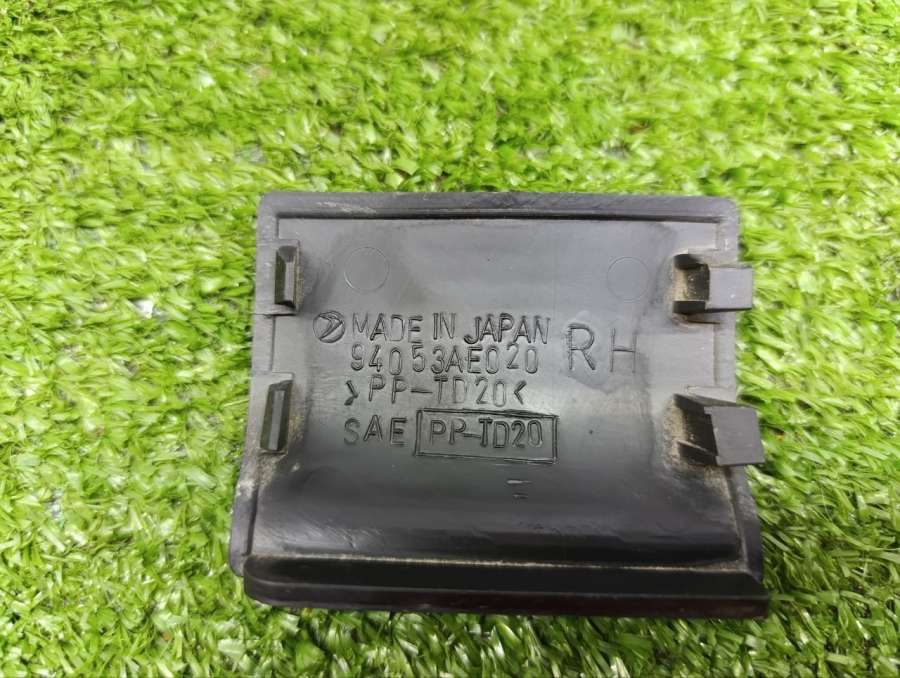 MADE IN JAPAN
94053AE020 RH
>PP-TD20<
SAE PP-TD20